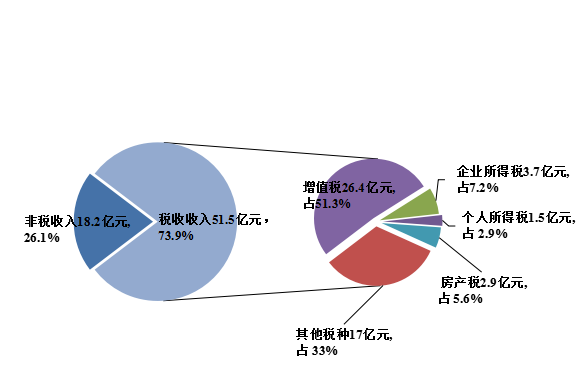 非税收入18.2亿元,
26.1%
税收收入51.5亿元，
73.9%
增值税26.4亿元,
占51.3%
企业所得税3.7亿元,
占7.2%
个人所得税1.5亿元,
占 2.9%
房产税2.9亿元,
占 5.6%
其他税种17亿元,
占 33%